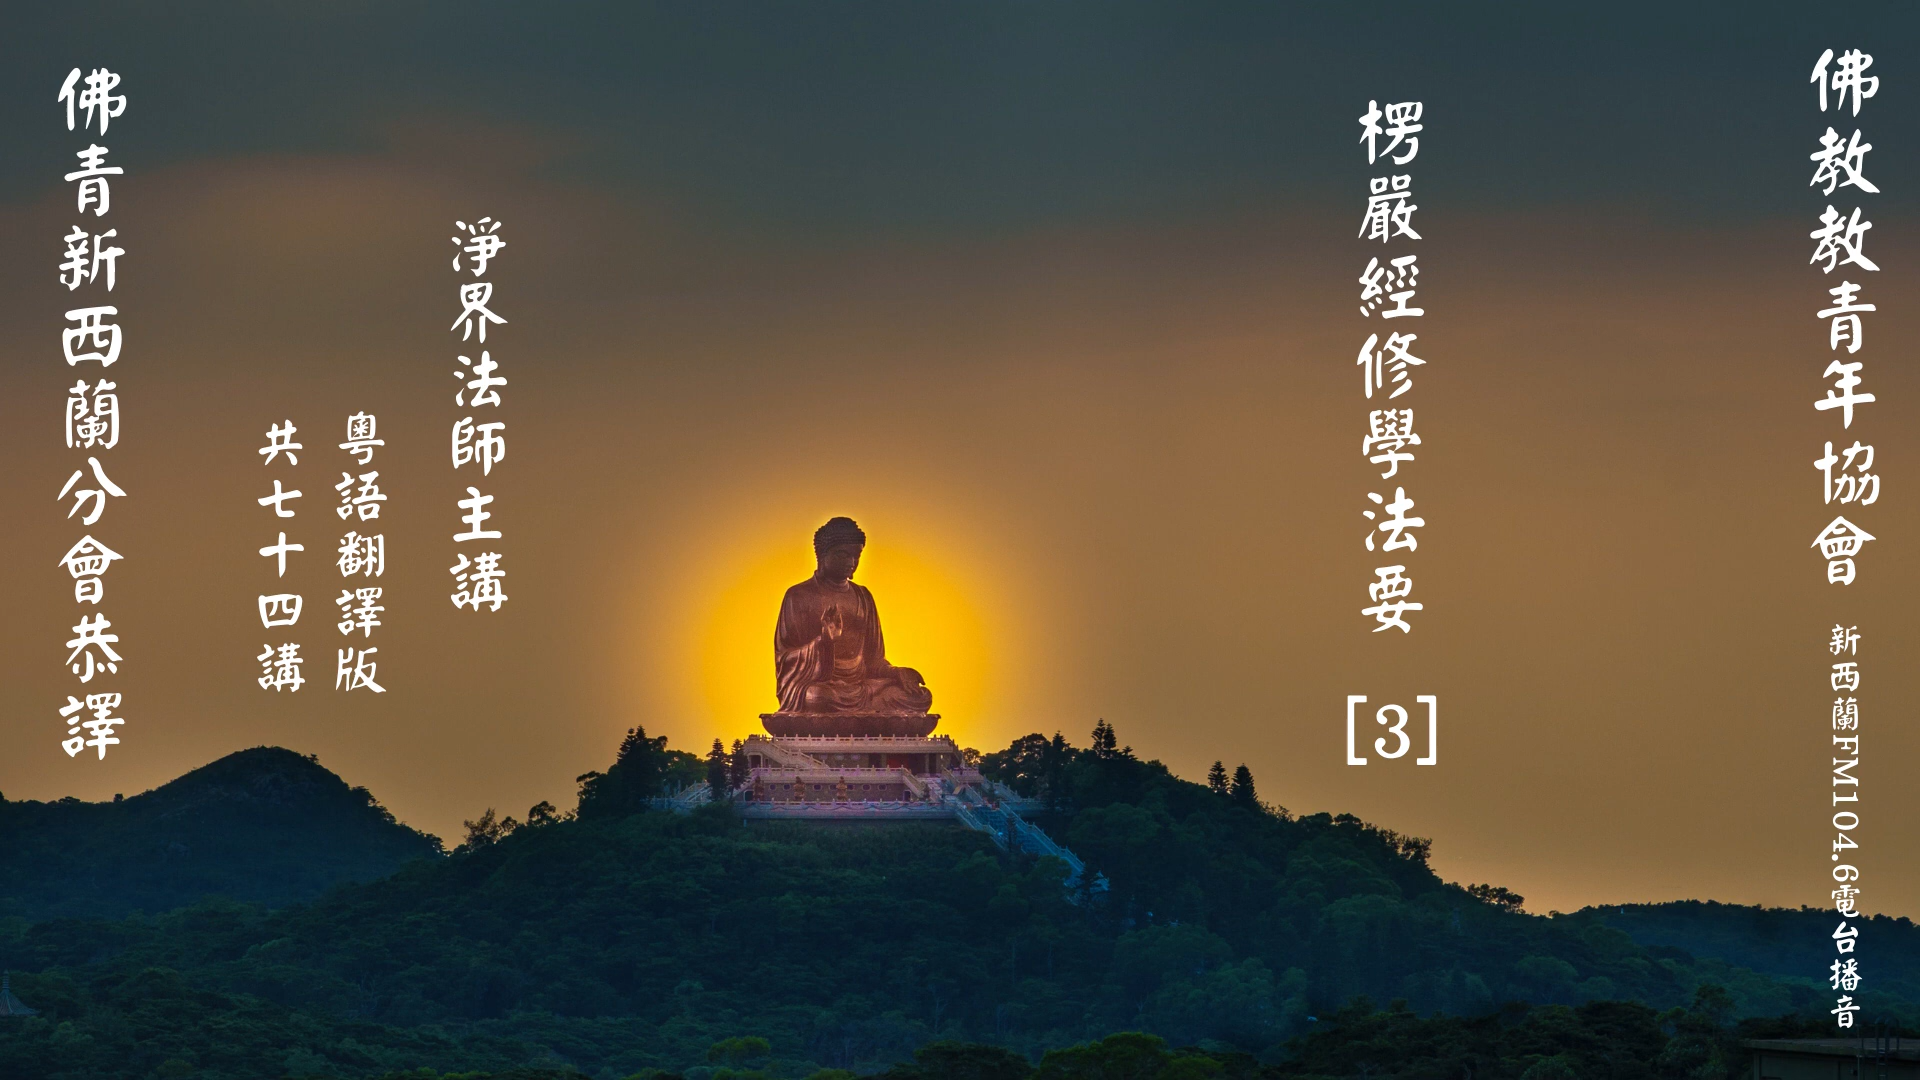 佛教教青年協會 新西蘭FM104.6電台播音
楞嚴經修學法要 [3]
淨界法師主講
粵語翻譯版
共七十四講
佛青新西蘭分會恭譯